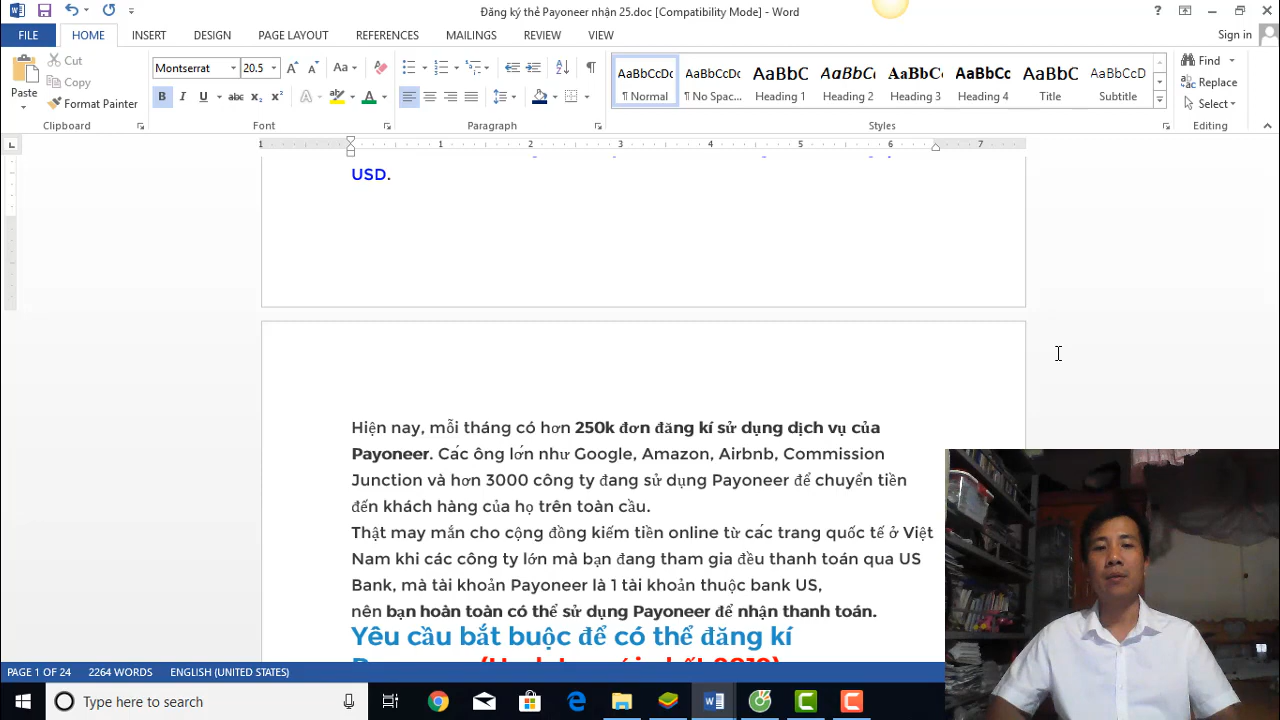 Đăng ký thẻ Payoneer nhận 25.doc [Compatibility Mode] - Word
FILE HOME INSERT DESIGN PAGE LAYOUT REFERENCES MAILINGS REVIEW VIEW Sign in
Paste Cut Copy Format Painter
Montserrat 20.5
AaBbCcDc AaBbCcDc AaBbC AaBbCc AaBbCc AaBbCc AaBbC AaBbCcD
¶ Normal ¶ No Spac... Heading 1 Heading 2 Heading 3 Heading 4 Title Subtitle
Find Replace Select
Clipboard Font Paragraph Styles Editing
1 1 2 3 4 5 6 7
USD.
Hiện nay, mỗi tháng có hơn 250k đơn đăng kí sử dụng dịch vụ của
Payoneer. Các ông lớn như Google, Amazon, Airbnb, Commission
Junction và hơn 3000 công ty đang sử dụng Payoneer để chuyển tiền
đến khách hàng của họ trên toàn cầu.
Thật may mắn cho cộng đồng kiếm tiền online từ các trang quốc tế ở Việt
Nam khi các công ty lớn mà bạn đang tham gia đều thanh toán qua US
Bank, mà tài khoản Payoneer là 1 tài khoản thuộc bank US,
nên bạn hoàn toàn có thể sử dụng Payoneer để nhận thanh toán.
Yêu cầu bắt buộc để có thể đăng kí
PAGE 1 OF 24 2264 WORDS ENGLISH (UNITED STATES)
Type here to search